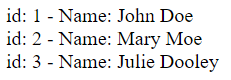 id: 1 - Name: John Doe
id: 2 - Name: Mary Moe
id: 3 - Name: Julie Dooley